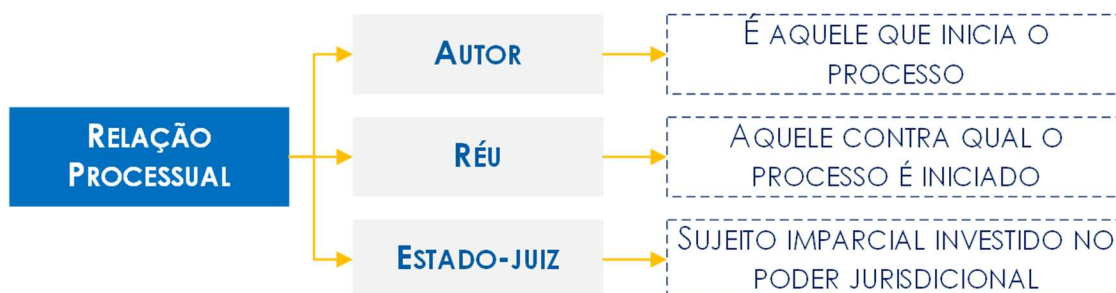 RELAÇÃO
PROCESSUAL
AUTOR
É AQUELE QUE INICIA O
PROCESSO
RÉU
AQUELE CONTRA QUAL O
PROCESSO É INICIADO
ESTADO-JUIZ
SUJEITO IMPARCIAL INVESTIDO NO
PODER JURISDICIONAL